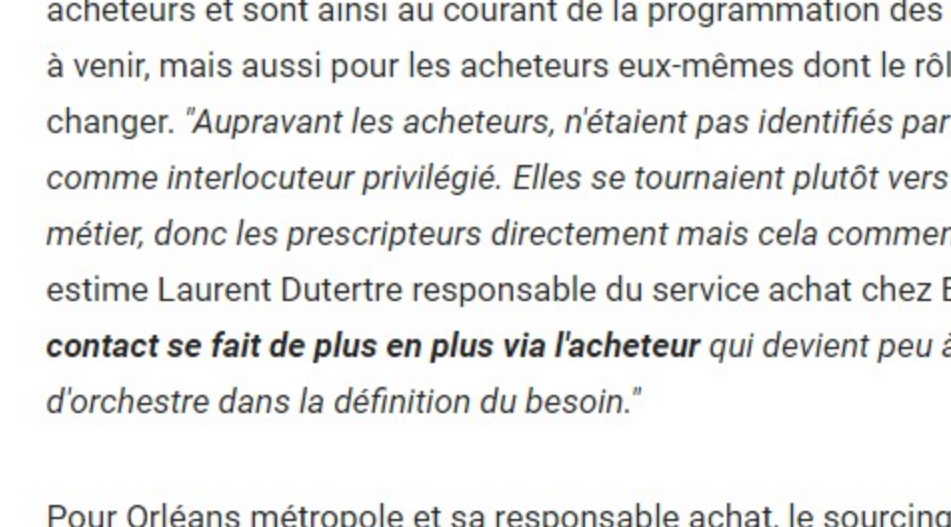 acheteurs et sont ainsi au courant de la programmation des
à venir, mais aussi pour les acheteurs eux-mêmes dont le rôl
changer. "Aupravant les acheteurs, n'étaient pas identifiés par
comme interlocuteur privilégié. Elles se tournaient plutôt vers
métier, donc les prescripteurs directement mais cela commen
estime Laurent Dutertre responsable du service achat chez
contact se fait de plus en plus via l'acheteur qui devient peu à
d'orchestre dans la définition du besoin."
Pour Orléans métropole et sa responsable achat, le sourcing